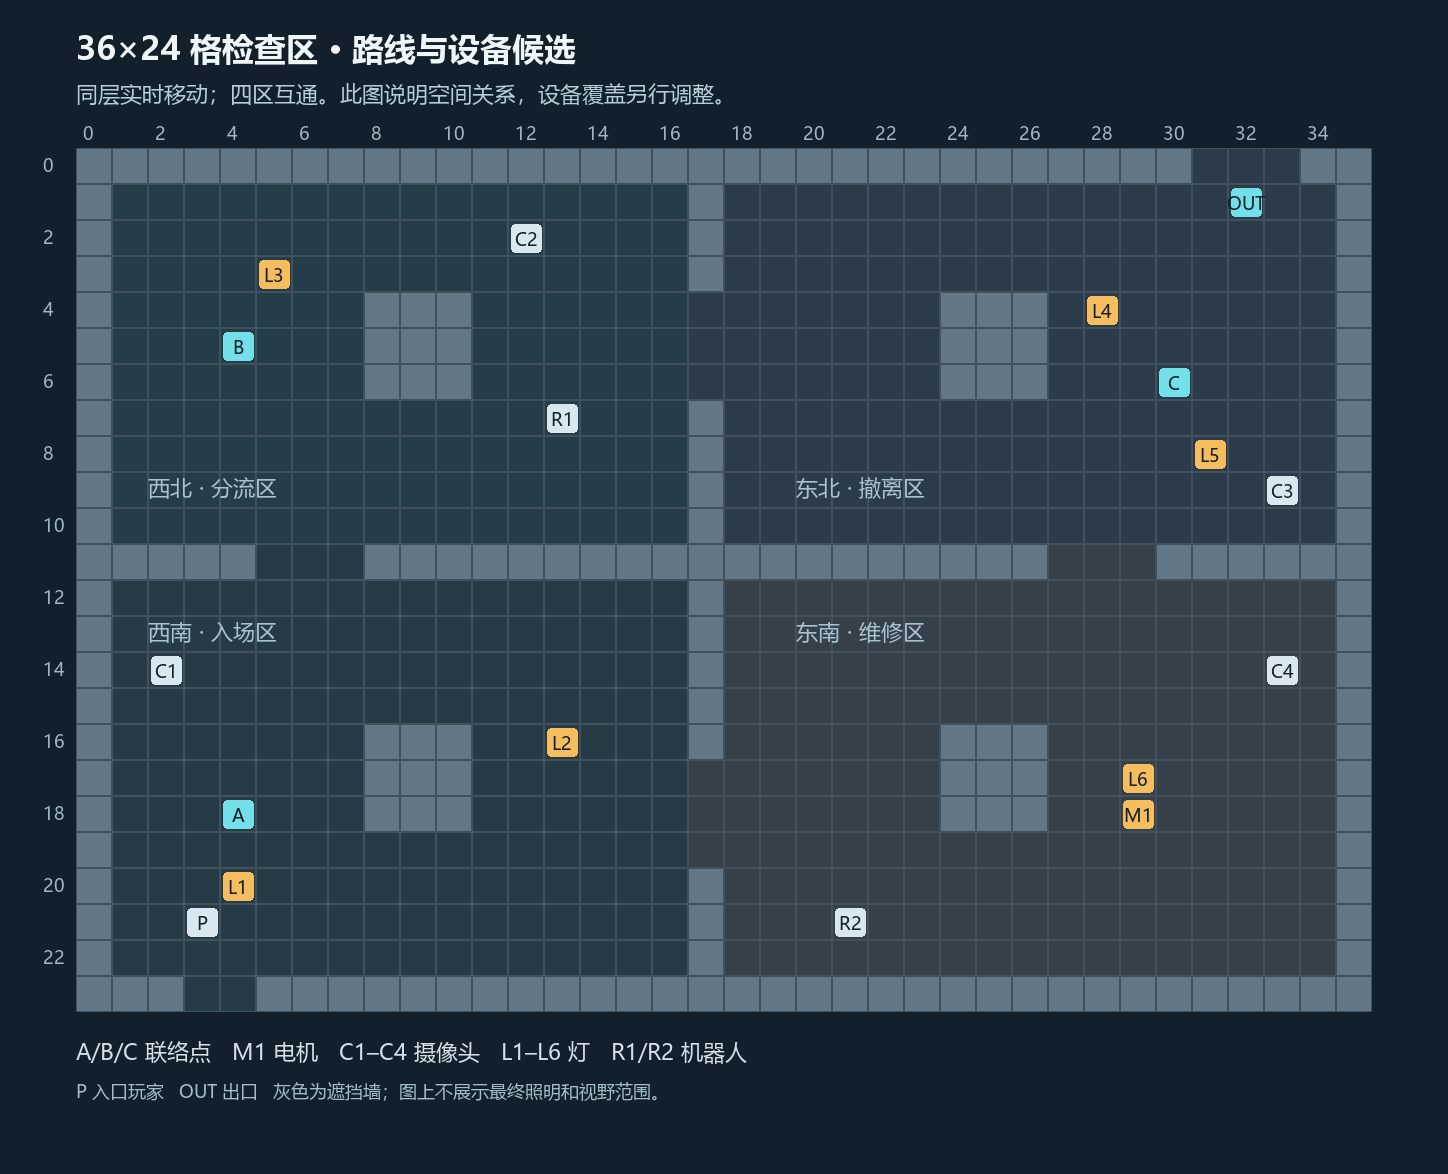 36×24 格检查区 • 路线与设备候选
同层实时移动；四区互通。此图说明空间关系，设备覆盖另行调整。
0 2 4 6 8 10 12 14 16 18 20 22 24 26 28 30 32 34
0
OUT
2
C2
L3
4
L4
B
6
C
R1
8
L5
西北 · 分流区
东北 · 撤离区
C3
10
12
西南 · 入场区
东南 · 维修区
14
C1
C4
16
L2
L6
18
A
M1
20
L1
P
R2
22
A/B/C 联络点 M1 电机 C1–C4 摄像头 L1–L6 灯 R1/R2 机器人
P 入口玩家 OUT 出口 灰色为遮挡墙；图上不展示最终照明和视野范围。